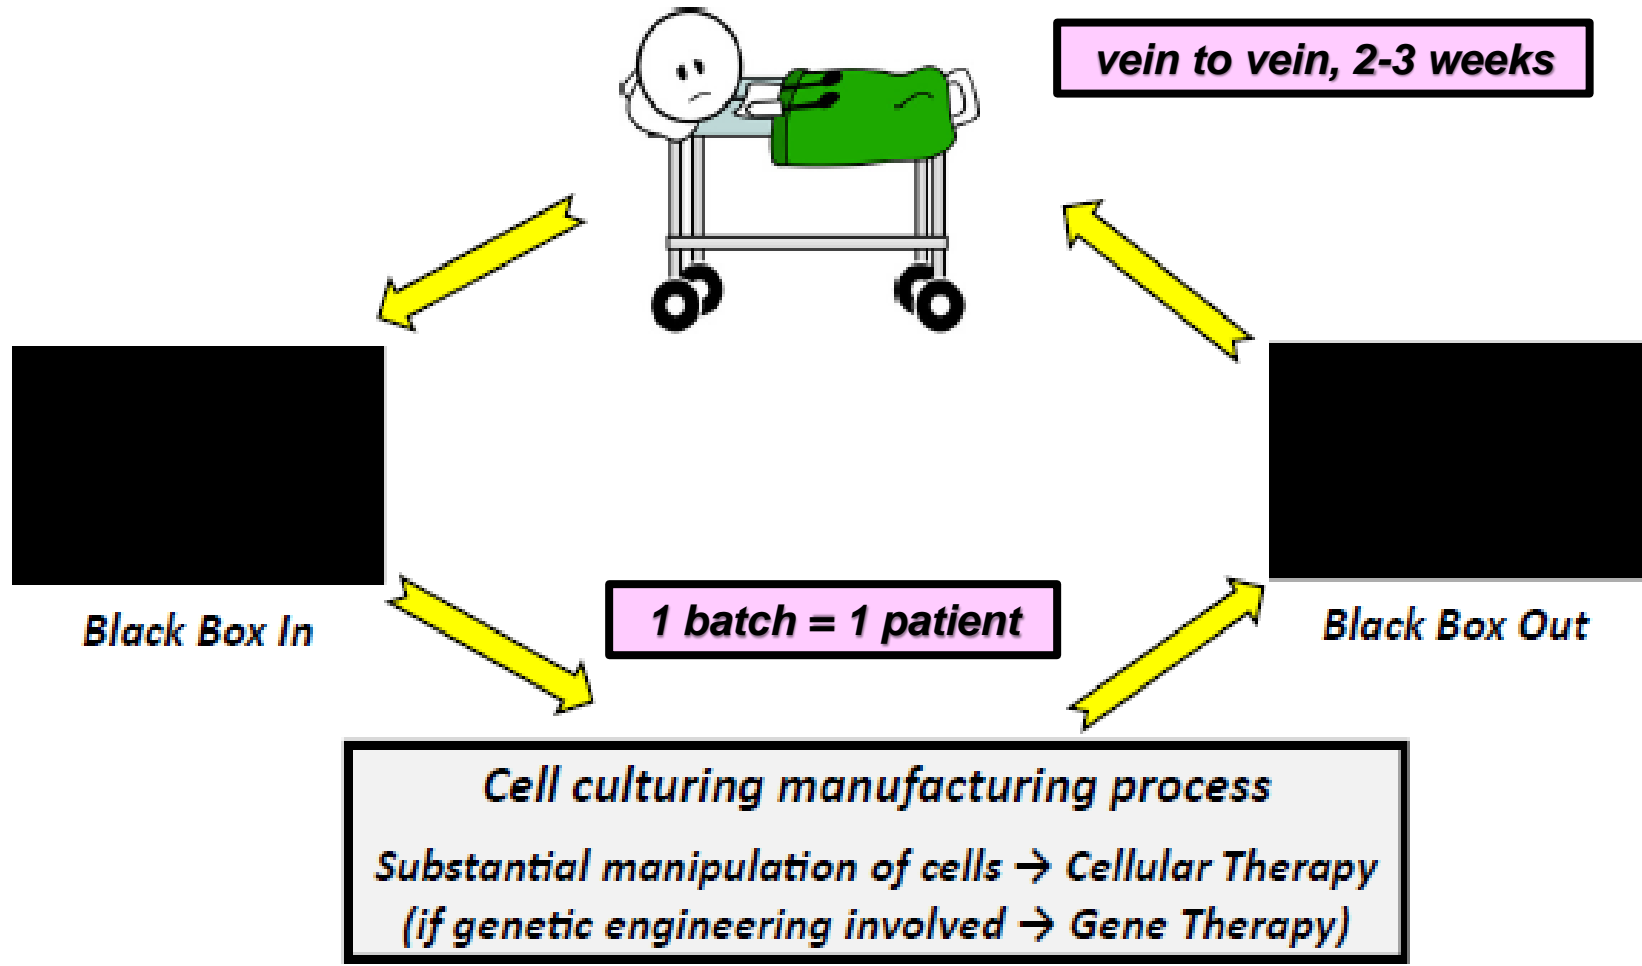 vein to vein, 2-3 weeks
Black Box In
1 batch = 1 patient
Black Box Out
Cell culturing manufacturing process
Substantial manipulation of cells → Cellular Therapy
(if genetic engineering involved → Gene Therapy)